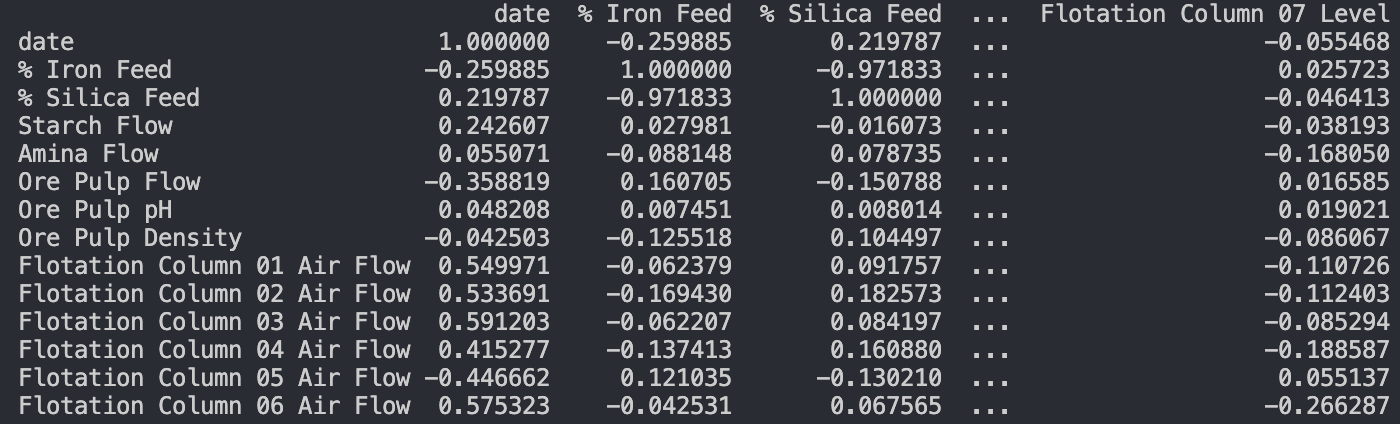 date % Iron Feed % Silica Feed ... Flotation Column 07 Level
date 1.000000 −0.259885 0.219787 ... −0.055468
% Iron Feed −0.259885 1.000000 −0.971833 ... 0.025723
% Silica Feed 0.219787 −0.971833 1.000000 ... −0.046413
Starch Flow 0.242607 0.027981 −0.016073 ... −0.038193
Amina Flow 0.055071 −0.088148 0.078735 ... −0.168050
Ore Pulp Flow −0.358819 0.160705 −0.150788 ... 0.016585
Ore Pulp pH 0.048208 0.007451 0.008014 ... 0.019021
Ore Pulp Density −0.042503 −0.125518 0.104497 ... −0.086067
Flotation Column 01 Air Flow 0.549971 −0.062379 0.091757 ... −0.110726
Flotation Column 02 Air Flow 0.533691 −0.169430 0.182573 ... −0.112403
Flotation Column 03 Air Flow 0.591203 −0.062207 0.084197 ... −0.085294
Flotation Column 04 Air Flow 0.415277 −0.137413 0.160880 ... −0.188587
Flotation Column 05 Air Flow −0.446662 0.121035 −0.130210 ... 0.055137
Flotation Column 06 Air Flow 0.575323 −0.042531 0.067565 ... −0.266287